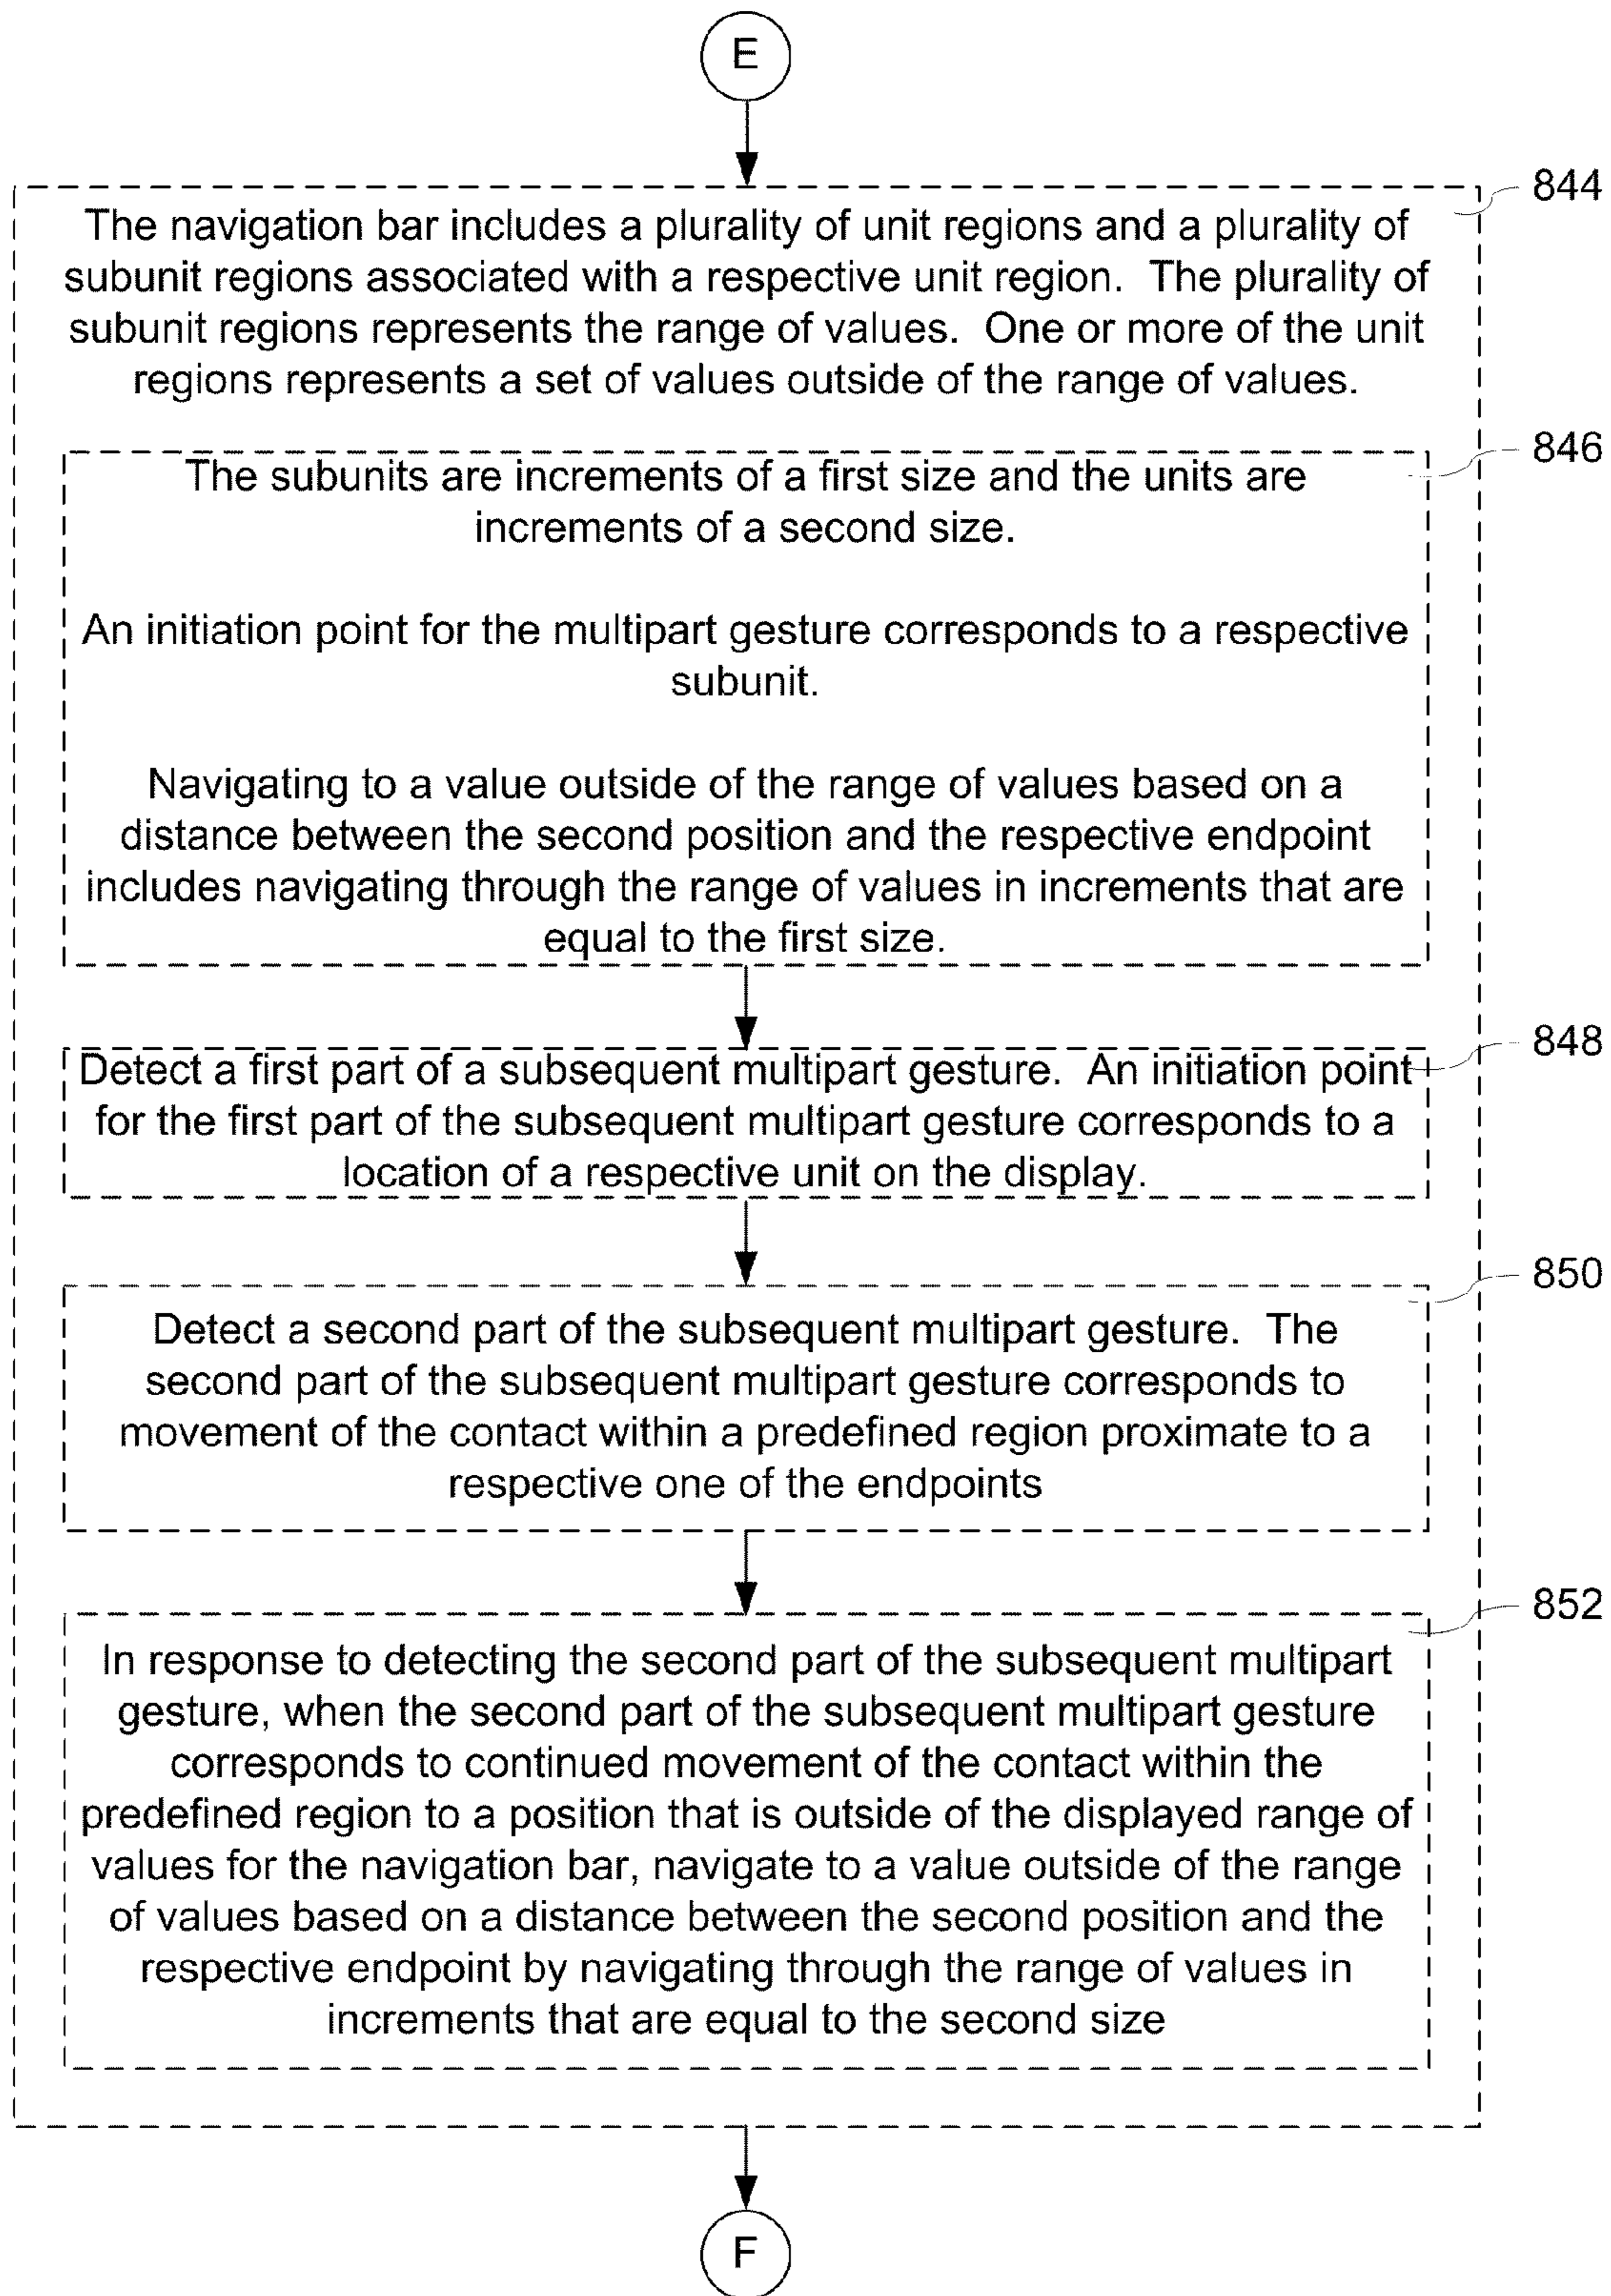 E
844
The navigation bar includes a plurality of unit regions and a plurality of
subunit regions associated with a respective unit region.  The plurality of
subunit regions represents the range of values.  One or more of the unit
regions represents a set of values outside of the range of values.
846
The subunits are increments of a first size and the units are
increments of a second size.
An initiation point for the multipart gesture corresponds to a respective
subunit.
Navigating to a value outside of the range of values based on a
distance between the second position and the respective endpoint
includes navigating through the range of values in increments that are
equal to the first size.
848
Detect a first part of a subsequent multipart gesture.  An initiation point
for the first part of the subsequent multipart gesture corresponds to a
location of a respective unit on the display.
850
Detect a second part of the subsequent multipart gesture.  The
second part of the subsequent multipart gesture corresponds to
movement of the contact within a predefined region proximate to a
respective one of the endpoints
852
In response to detecting the second part of the subsequent multipart
gesture, when the second part of the subsequent multipart gesture
corresponds to continued movement of the contact within the
predefined region to a position that is outside of the displayed range of
values for the navigation bar, navigate to a value outside of the range
of values based on a distance between the second position and the
respective endpoint by navigating through the range of values in
increments that are equal to the second size
F